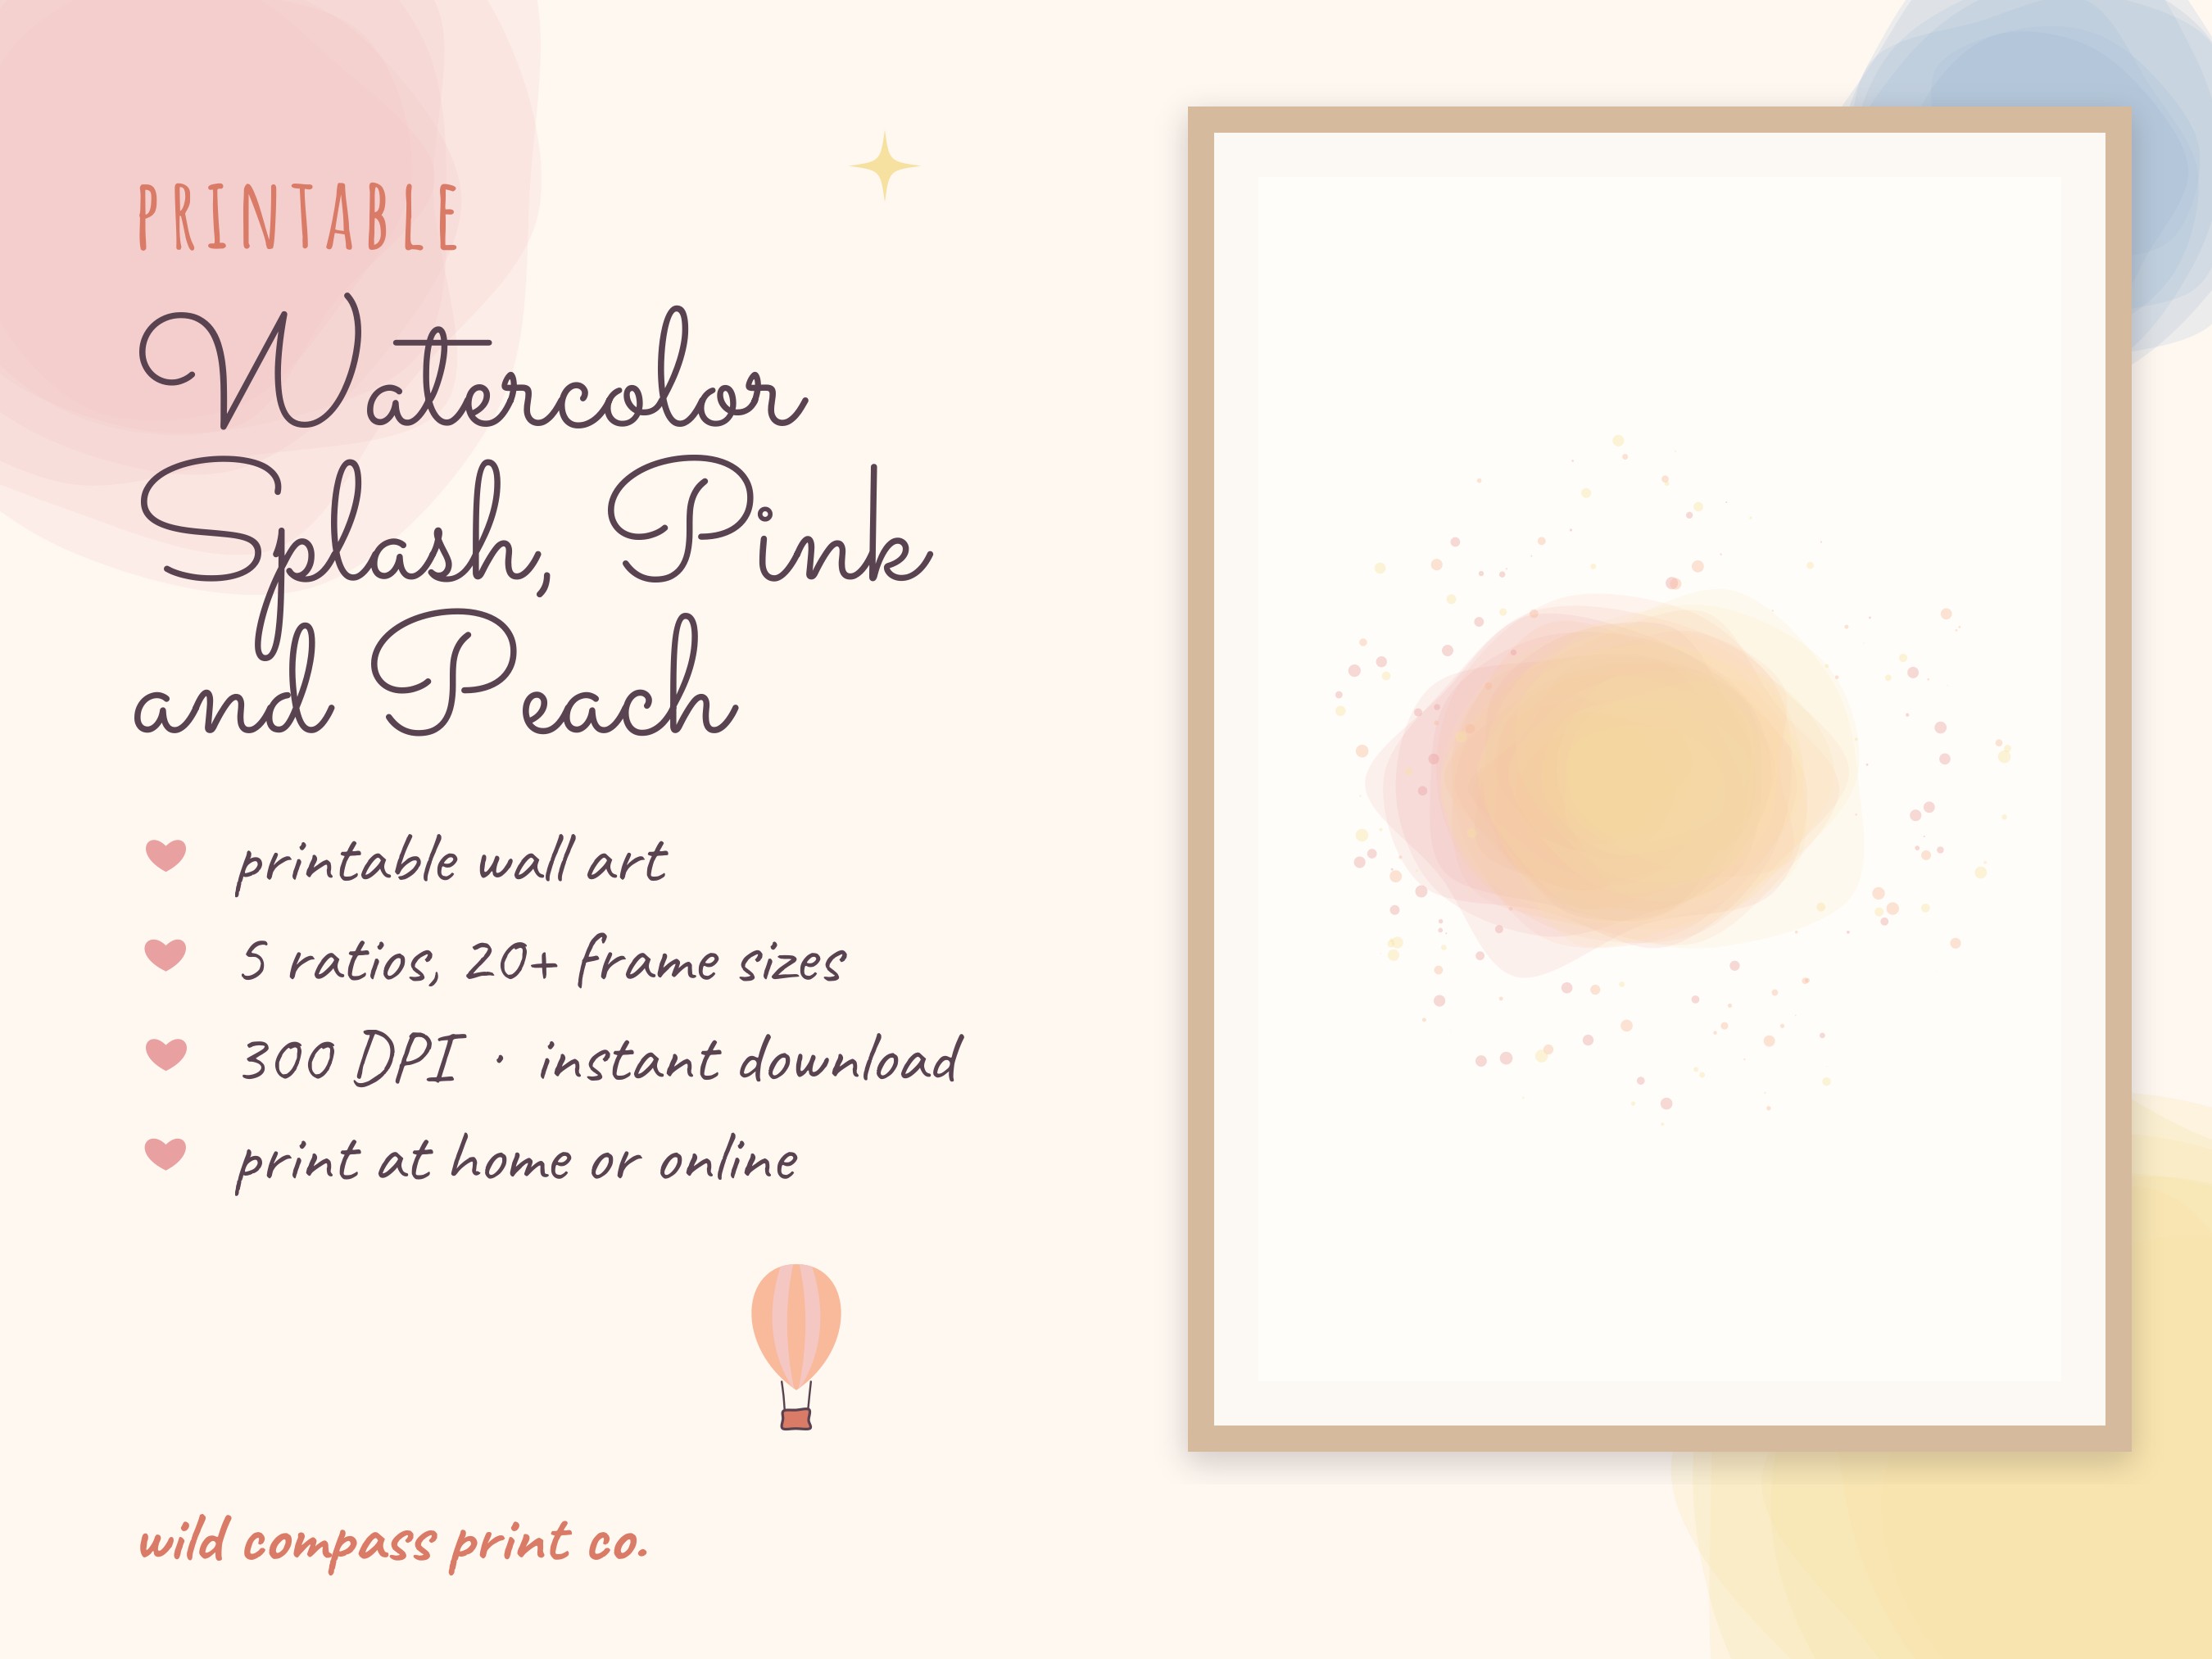 PRINTABLE
Watercolor
Splash, Pink
and Peach
printable wall art
5 ratios, 20+ frame sizes
300 DPI · instant download
print at home or online
wild compass print co.